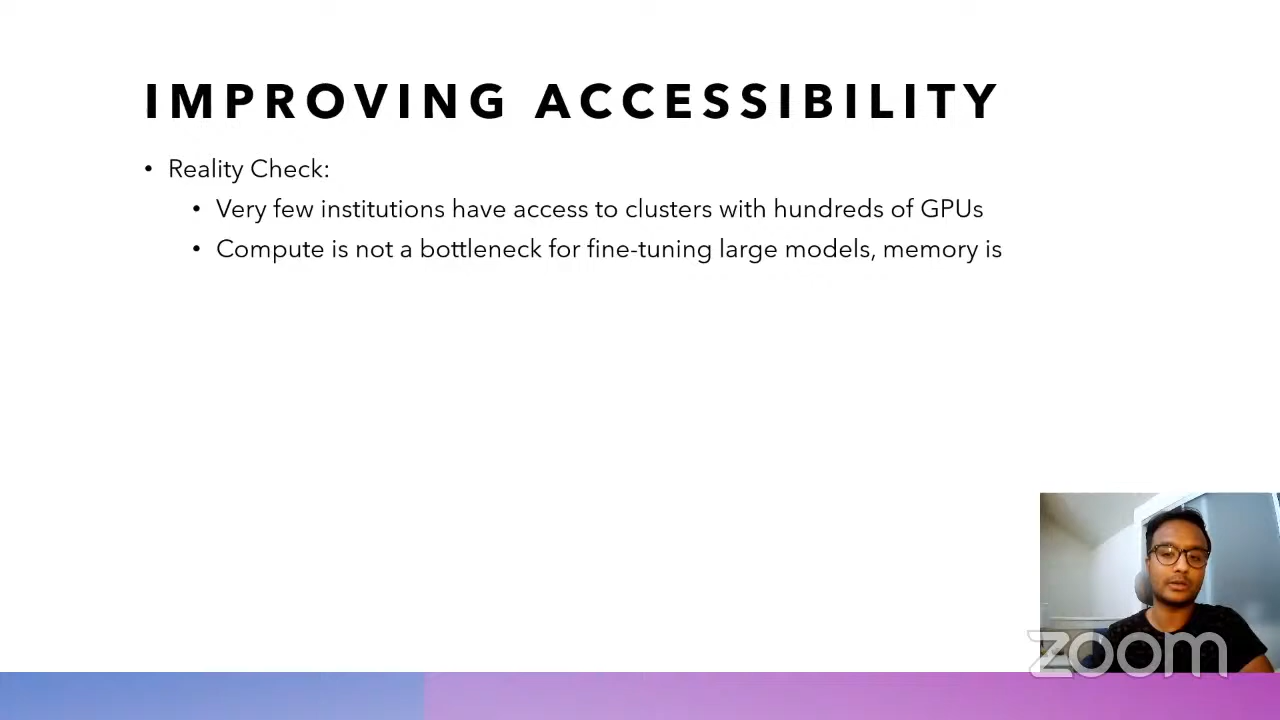 IMPROVING ACCESSIBILITY
• Reality Check:
• Very few institutions have access to clusters with hundreds of GPUs
• Compute is not a bottleneck for fine-tuning large models, memory is
zoom